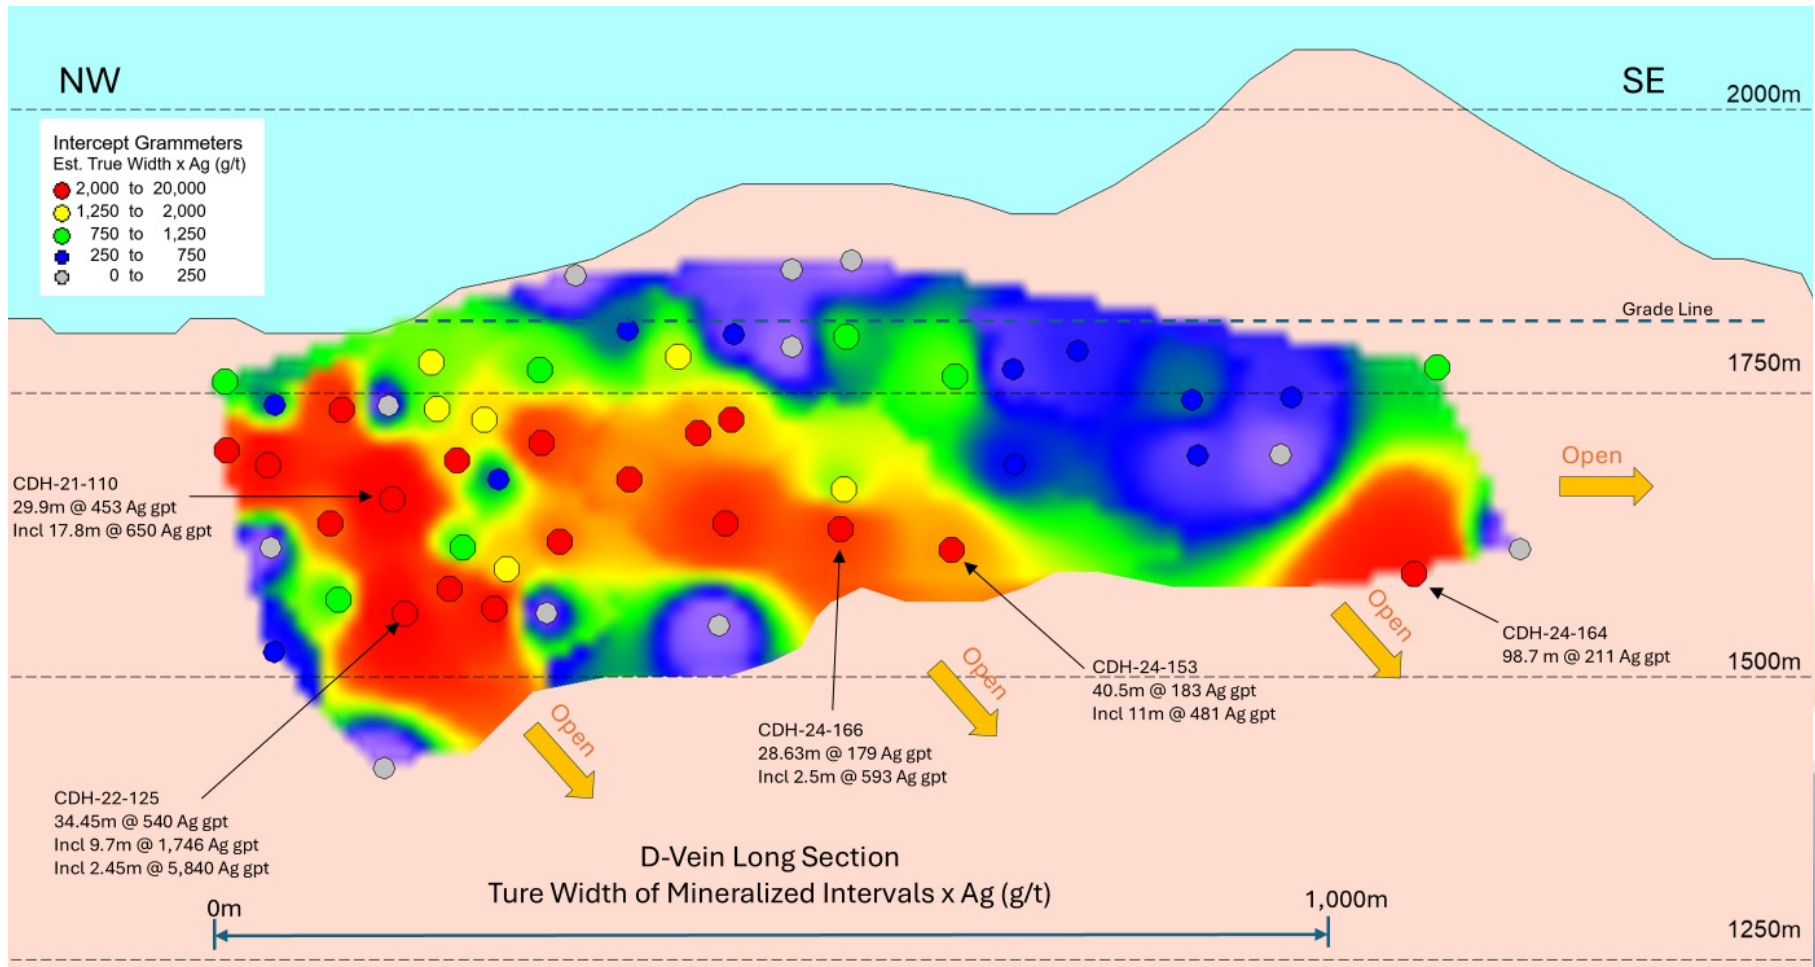 NW
SE
2000m
Intercept Grammeters
Est. True Width x Ag (g/t)
2,000 to 20,000
1,250 to 2,000
750 to 1,250
250 to 750
0 to 250
Grade Line
1750m
Open
CDH-21-110
29.9m @ 453 Ag gpt
Incl 17.8m @ 650 Ag gpt
Open
CDH-24-164
98.7 m @ 211 Ag gpt
1500m
Open
CDH-24-153
40.5m @ 183 Ag gpt
Incl 11m @ 481 Ag gpt
Open
CDH-24-166
28.63m @ 179 Ag gpt
Incl 2.5m @ 593 Ag gpt
CDH-22-125
34.45m @ 540 Ag gpt
Incl 9.7m @ 1,746 Ag gpt
Incl 2.45m @ 5,840 Ag gpt
D-Vein Long Section
Ture Width of Mineralized Intervals x Ag (g/t)
0m
1,000m
1250m